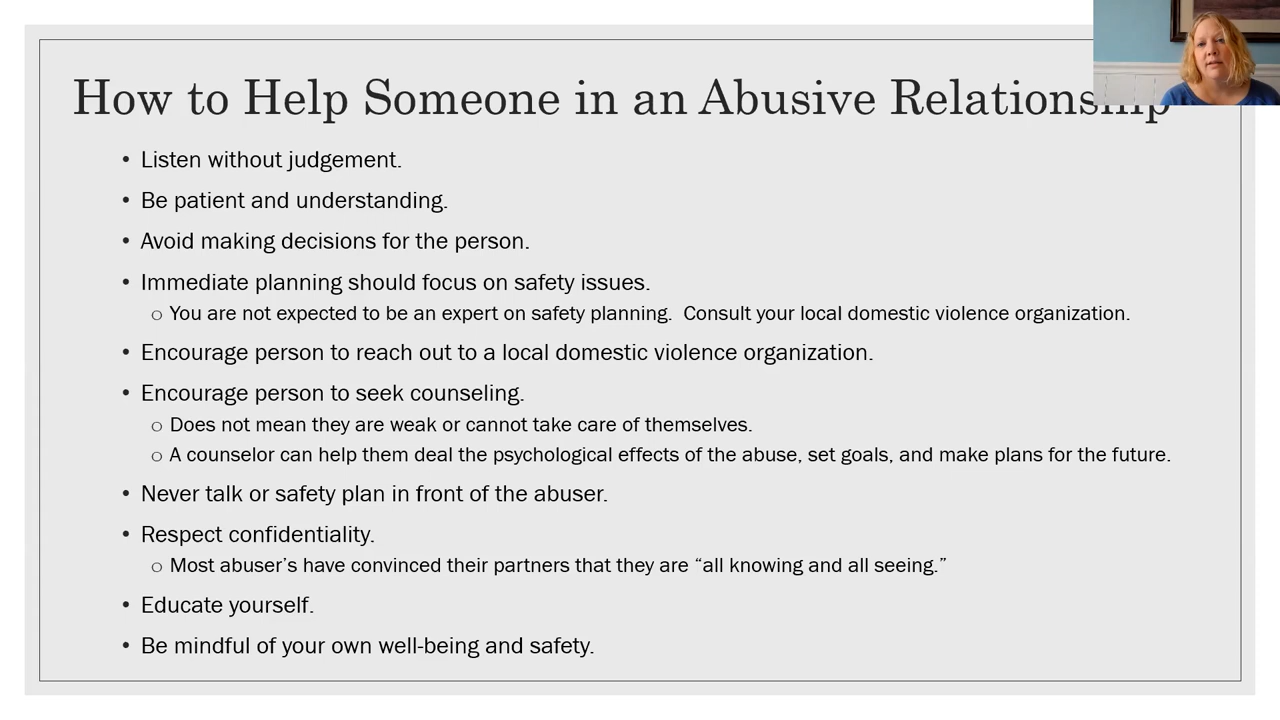 How to Help Someone in an Abusive Relationship
• Listen without judgement.
• Be patient and understanding.
• Avoid making decisions for the person.
• Immediate planning should focus on safety issues.
o You are not expected to be an expert on safety planning.  Consult your local domestic violence organization.
• Encourage person to reach out to a local domestic violence organization.
• Encourage person to seek counseling.
o Does not mean they are weak or cannot take care of themselves.
o A counselor can help them deal the psychological effects of the abuse, set goals, and make plans for the future.
• Never talk or safety plan in front of the abuser.
• Respect confidentiality.
o Most abuser’s have convinced their partners that they are “all knowing and all seeing.”
• Educate yourself.
• Be mindful of your own well-being and safety.